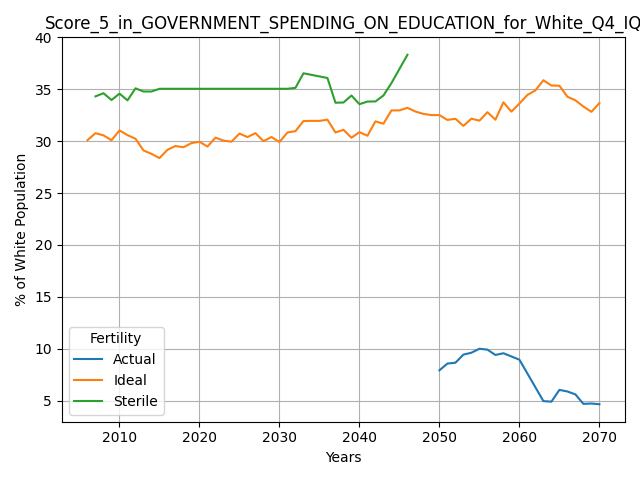 Score_5_in_GOVERNMENT_SPENDING_ON_EDUCATION_for_White_Q4_IQ
% of White Population
40
35
30
25
20
15
10
5
Fertility
Actual
Ideal
Sterile
2010 2020 2030 2040 2050 2060 2070
Years